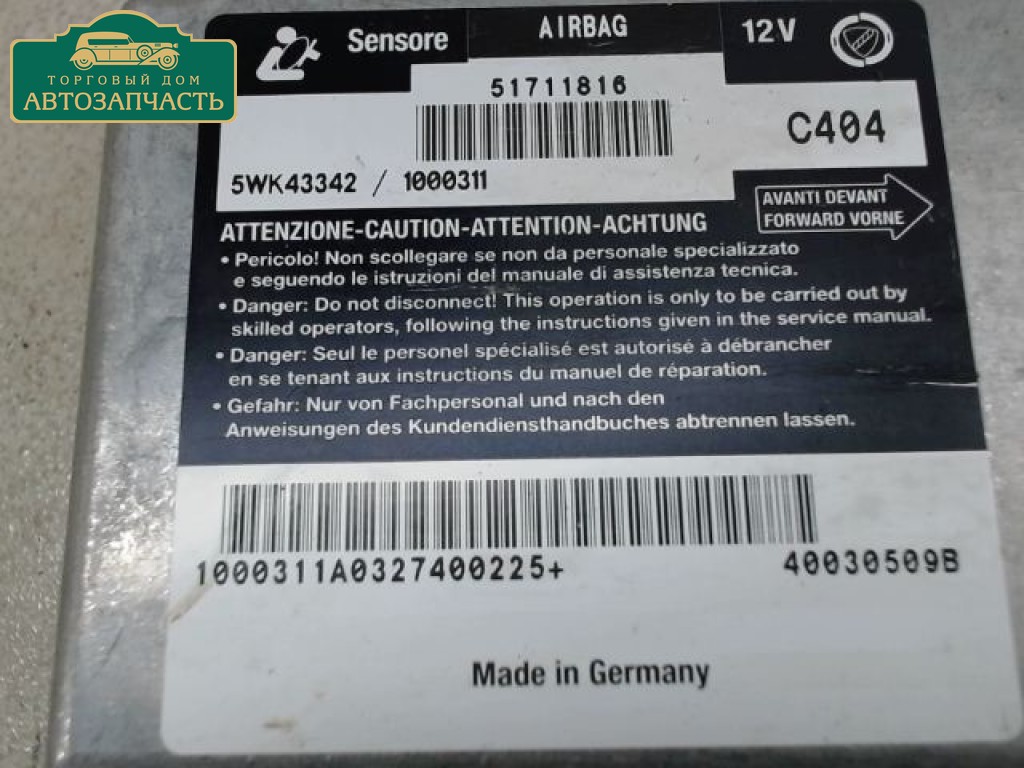 ТОРГОВЫЙ ДОМ
АВТОЗАПЧАСТЬ
Sensore
AIRBAG
12V
51711816
C404
5WK43342 / 1000311
AVANTI DEVANT
FORWARD VORNE
ATTENZIONE-CAUTION-ATTENTION-ACHTUNG
• Pericolo! Non scollegare se non da personale specializzato
e seguendo le istruzioni del manuale di assistenza tecnica.
• Danger: Do not disconnect! This operation is only to be carried out by
skilled operators, following the instructions given in the service manual.
• Danger: Seul le personel spécialisé est autorisé à débrancher
en se tenant aux instructions du manuel de réparation.
• Gefahr: Nur von Fachpersonal und nach den
Anweisungen des Kundendiensthandbuches abtrennen lassen.
1000311A0327400225+
40030509B
Made in Germany